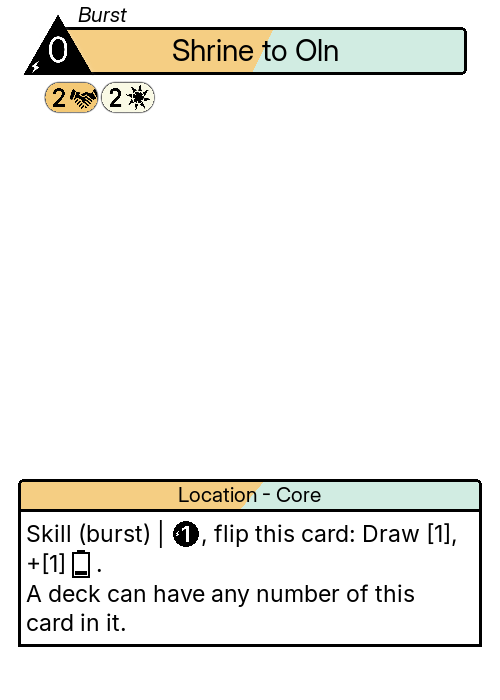 Burst
0 Shrine to Oln
2 2
Location - Core
Skill (burst) | 1, flip this card: Draw [1],
+[1] .
A deck can have any number of this
card in it.